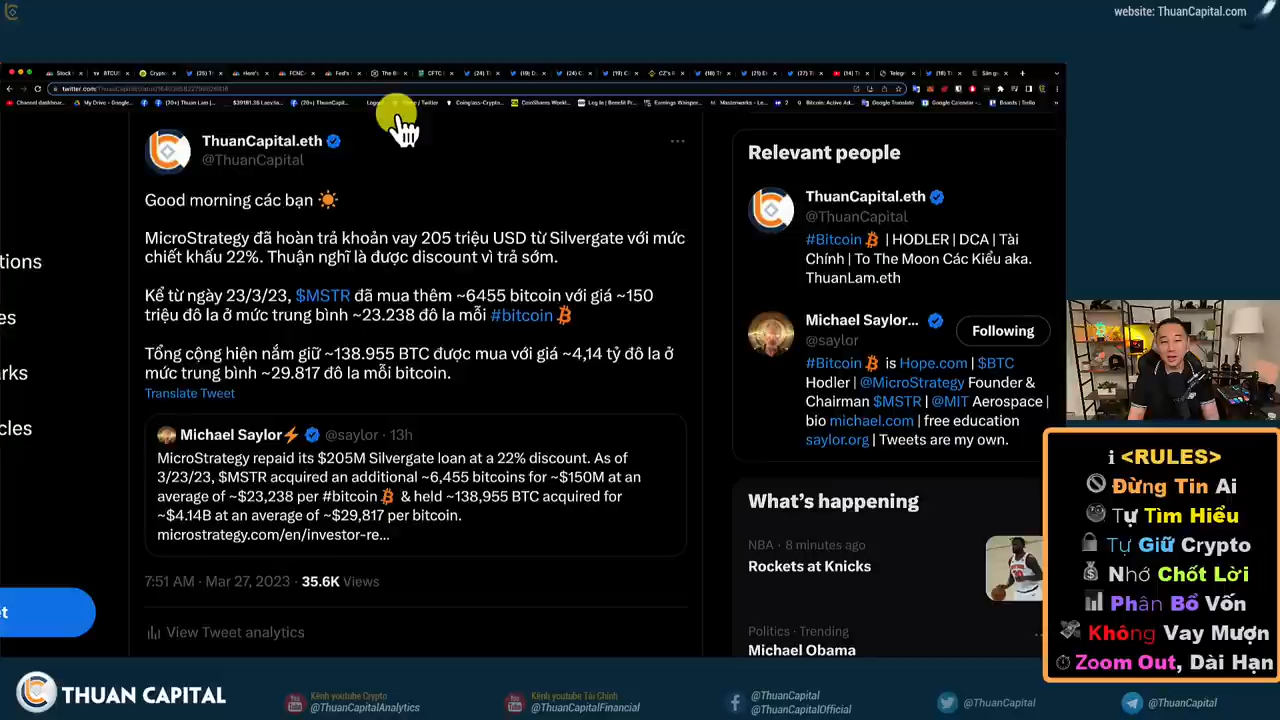 website: ThuanCapital.com
ThuanCapital.eth
@ThuanCapital
Good morning các bạn
MicroStrategy đã hoàn trả khoản vay 205 triệu USD từ Silvergate với mức
chiết khấu 22%. Thuận nghĩ là được discount vì trả sớm.
Kể từ ngày 23/3/23, $MSTR đã mua thêm ~6455 bitcoin với giá ~150
triệu đô la ở mức trung bình ~23.238 đô la mỗi #bitcoin
Tổng cộng hiện nắm giữ ~138.955 BTC được mua với giá ~4,14 tỷ đô la ở
mức trung bình ~29.817 đô la mỗi bitcoin.
Translate Tweet
Michael Saylor⚡ @saylor · 13h
MicroStrategy repaid its $205M Silvergate loan at a 22% discount. As of
3/23/23, $MSTR acquired an additional ~6,455 bitcoins for ~$150M at an
average of ~$23,238 per #bitcoin & held ~138,955 BTC acquired for
~$4.14B at an average of ~$29,817 per bitcoin.
microstrategy.com/en/investor-re...
7:51 AM · Mar 27, 2023 · 35.6K Views
View Tweet analytics
Relevant people
ThuanCapital.eth
@ThuanCapital
#Bitcoin | HODLER | DCA | Tài
Chính | To The Moon Các Kiểu aka.
ThuanLam.eth
Michael Saylor...
@saylor
Following
#Bitcoin is Hope.com | $BTC
Hodler | @MicroStrategy Founder &
Chairman $MSTR | @MIT Aerospace |
bio michael.com | free education
saylor.org | Tweets are my own.
What's happening
NBA · 8 minutes ago
Rockets at Knicks
Politics · Trending
Michael Obama
ℹ <RULES>
Đừng Tin Ai
Tự Tìm Hiểu
Tự Giữ Crypto
Nhớ Chốt Lời
Phân Bổ Vốn
Không Vay Mượn
Zoom Out, Dài Hạn
THUAN CAPITAL
Kênh youtube Crypto
@ThuanCapitalAnalytics
Kênh youtube Tài Chính
@ThuanCapitalFinancial
@ThuanCapital
@ThuanCapitalOfficial
@ThuanCapital
@ThuanCapital